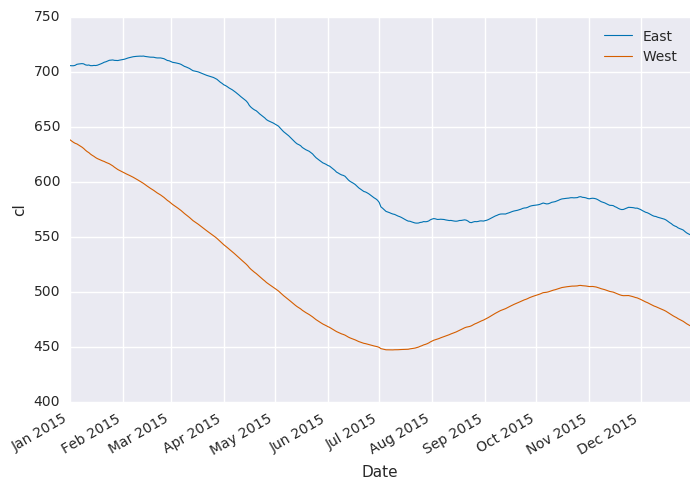 750
700
650
600
550
500
450
400
cl
East
West
Jan 2015
Feb 2015
Mar 2015
Apr 2015
May 2015
Jun 2015
Jul 2015
Aug 2015
Sep 2015
Oct 2015
Nov 2015
Dec 2015
Date